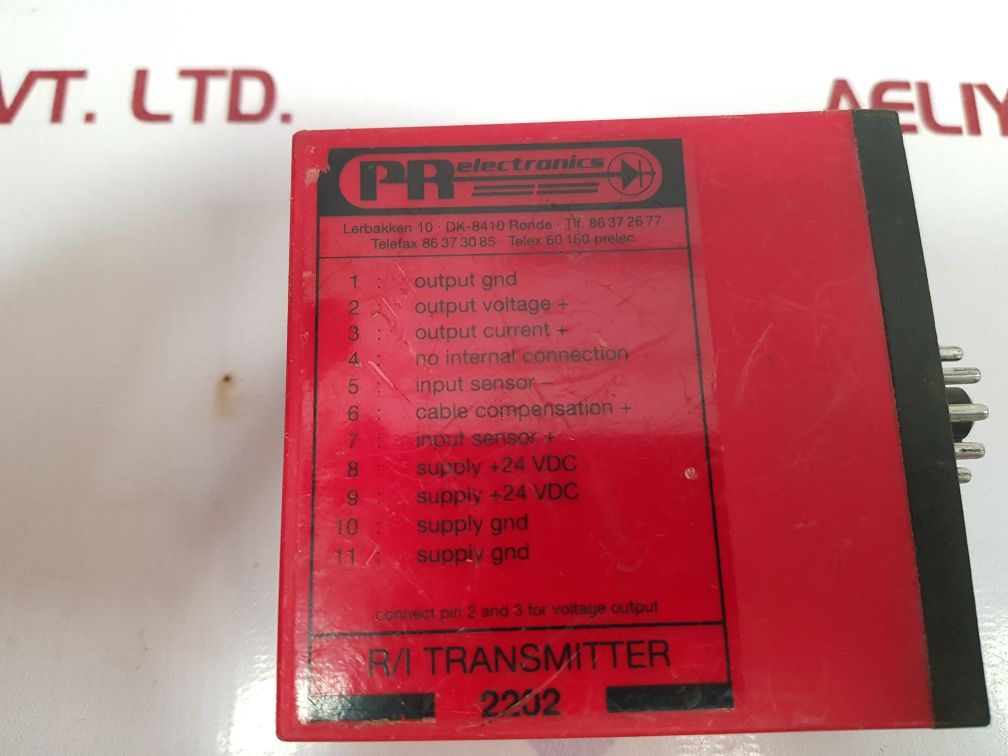 VT. LTD.
AELIY
PR electronics
Lerbakken 10 · DK-8410 Rønde · Tlf. 86 37 26 77
Telefax 86 37 30 85 · Telex 60 160 prelec
1 : output gnd
2 : output voltage +
3 : output current +
4 : no internal connection
5 : input sensor –
6 : cable compensation +
7 : input sensor +
8 : supply +24 VDC
9 : supply +24 VDC
10 : supply gnd
11 : supply gnd
connect pin 2 and 3 for voltage output
R/I TRANSMITTER
2202